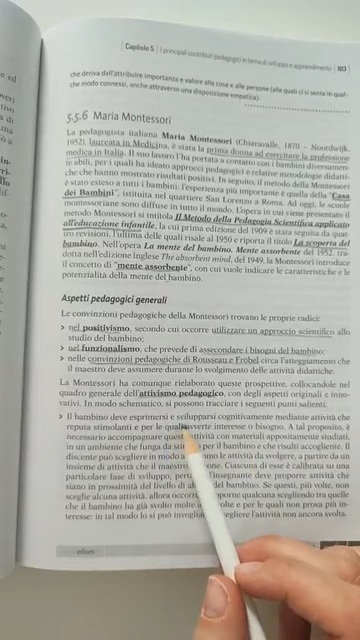 Capitolo 5 | I principali contributi pedagogici in tema di sviluppo e apprendimento | 103
che deriva dall'attribuire importanza e valore alle cose e alle persone (alle quali ci si sente in qual-
che modo connessi, anche attraverso una disposizione empatica).
5.5.6 Maria Montessori
La pedagogista italiana Maria Montessori (Chiaravalle, 1870 – Noordwijk,
1952), laureata in Medicina, è stata la prima donna ad esercitare la professione
medica in Italia. Il suo lavoro l'ha portata a contatto con i bambini diversamen-
te abili, per i quali ha ideato approcci pedagogici e relative metodologie didatti-
che che hanno mostrato risultati positivi. In seguito, il metodo della Montessori
è stato esteso a tutti i bambini: l'esperienza più importante è quella della "Casa
dei Bambini", istituita nel quartiere San Lorenzo a Roma. Ad oggi, le scuole
montessoriane sono diffuse in tutto il mondo. L'opera in cui viene presentato il
metodo Montessori si intitola Il Metodo della Pedagogia Scientifica applicato
all'educazione infantile, la cui prima edizione del 1909 è stata seguita da quat-
tro revisioni, l'ultima delle quali risale al 1950 e riporta il titolo La scoperta del
bambino. Nell'opera La mente del bambino. Mente assorbente del 1952, tra-
dotta nell'edizione Inglese The absorbent mind, del 1949, la Montessori introduce
il concetto di "mente assorbente", con cui vuole indicare le caratteristiche e le
potenzialità della mente del bambino.
Aspetti pedagogici generali
Le convinzioni pedagogiche della Montessori trovano le proprie radici:
> nel positivismo, secondo cui occorre utilizzare un approccio scientifico allo
studio del bambino;
> nel funzionalismo, che prevede di assecondare i bisogni del bambino;
> nelle convinzioni pedagogiche di Rousseau e Fröbel circa l'atteggiamento che
il maestro deve assumere durante lo svolgimento delle attività didattiche.
La Montessori ha comunque rielaborato queste prospettive, collocandole nel
quadro generale dell'attivismo pedagogico, con degli aspetti originali e inno-
vativi. In modo schematico, si possono tracciare i seguenti punti salienti.
> Il bambino deve esprimersi e svilupparsi cognitivamente mediante attività che
reputa stimolanti e per le quali avverte interesse o bisogno. A tal proposito, è
necessario accompagnare quest'attività con materiali appositamente studiati,
in un ambiente che funga da sti per il bambino e che risulti accogliente. Il
discente può scegliere in modo le attività da svolgere, a partire da un
insieme di attività che il maestro one. Ciascuna di esse è calibrata su una
particolare fase di sviluppo, pert l'insegnante deve proporre attività che
siano in prossimità del livello di del bambino. Se questi, più volte, non
sceglie alcuna attività, allora occorre porne qualcuna scegliendo tra quelle
che il bambino ha già svolto molte volte e per le quali non prova più in-
teresse: in tal modo lo si può invogliare gliere l'attività non ancora svolta.
edises